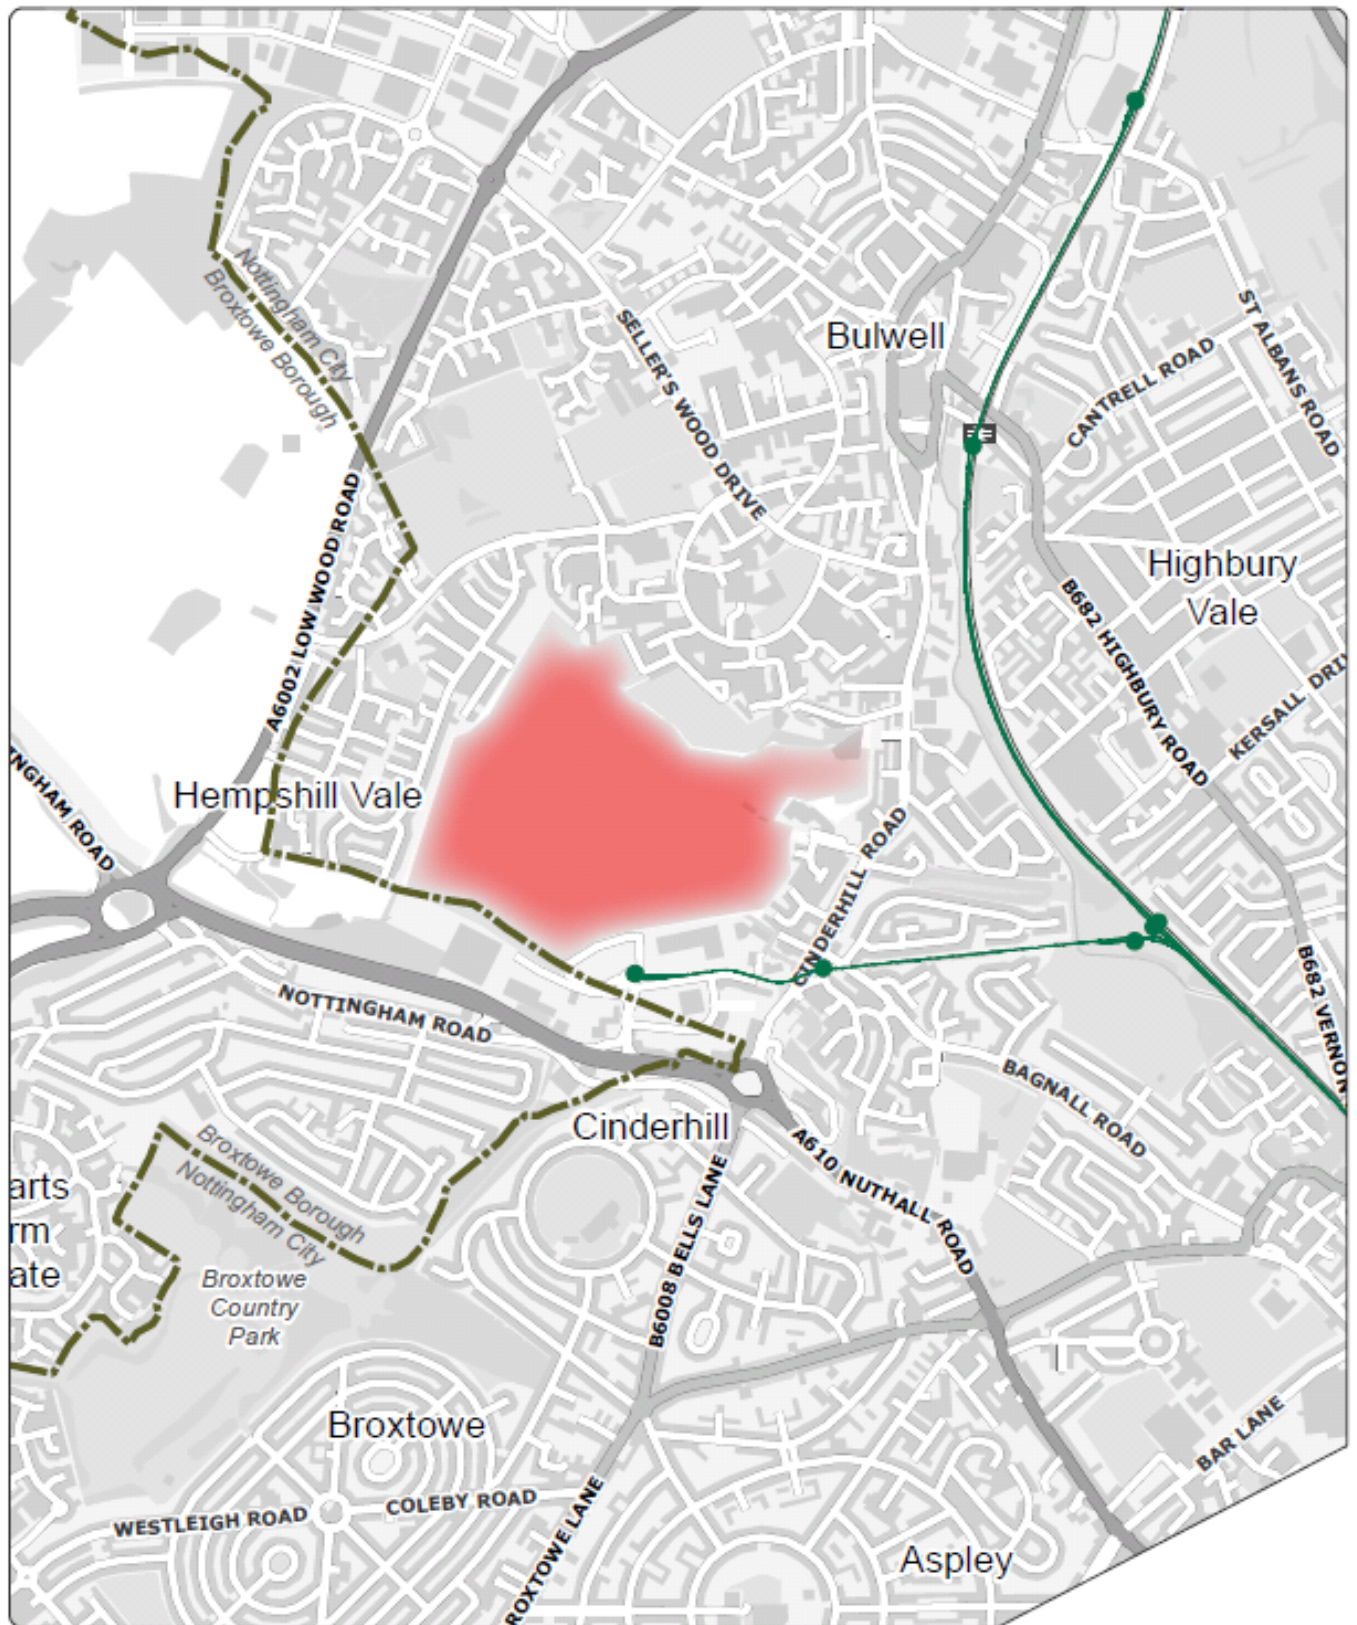 Nottingham City
Broxtowe Borough
SELLER'S WOOD DRIVE
Bulwell
ST ALBANS ROAD
CANTRELL ROAD
A6002 LOW WOOD ROAD
Highbury
Vale
B682 HIGHBURY ROAD
KERSALL DRI
INGHAM ROAD
Hempshill Vale
CINDERHILL ROAD
NOTTINGHAM ROAD
B682 VERNON
BAGNALL ROAD
Cinderhill
A610 NUTHALL ROAD
Broxtowe Borough
Nottingham City
arts
rm
ate
B6008 BELLS LANE
Broxtowe
Country
Park
Broxtowe
BAR LANE
WESTLEIGH ROAD
COLEBY ROAD
ROXTOWE LANE
Aspley